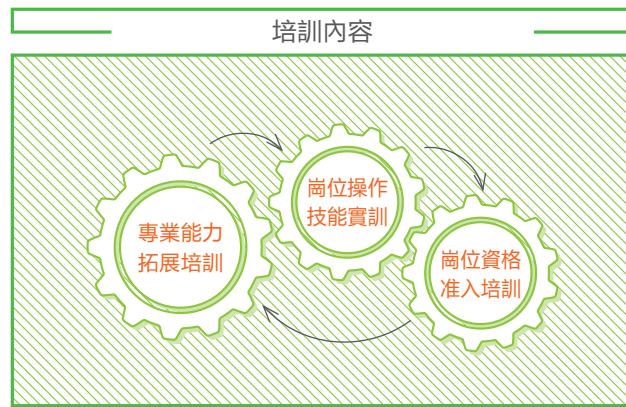 培訓內容
專業能力
拓展培訓
崗位操作
技能實訓
崗位資格
准入培訓